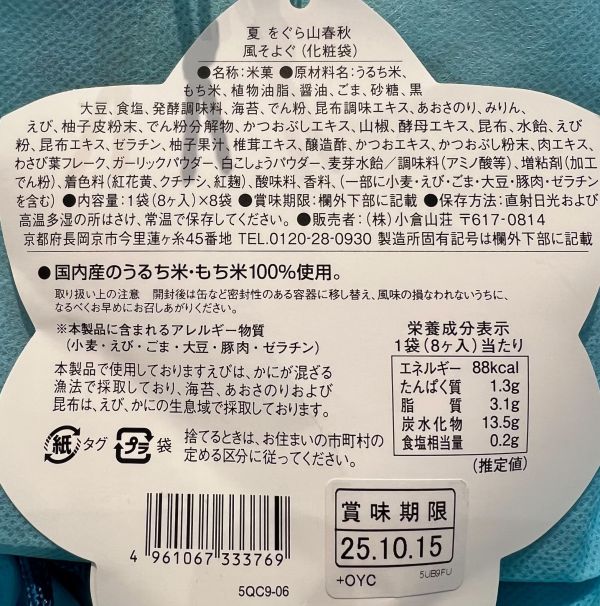 夏 をぐら山春秋
風そよぐ(化粧袋)
●名称:米菓 ●原材料名:うるち米、
もち米、植物油脂、醤油、ごま、砂糖、黒
大豆、食塩、発酵調味料、海苔、でん粉、昆布調味エキス、あおさのり、みりん、
えび、柚子皮粉末、でん粉分解物、かつおぶしエキス、山椒、酵母エキス、昆布、水飴、えび
粉、昆布エキス、ゼラチン、柚子果汁、椎茸エキス、醸造酢、かつおエキス、かつおぶし粉末、肉エキス、
わさび葉フレーク、ガーリックパウダー、白こしょうパウダー、麦芽水飴/調味料(アミノ酸等)、増粘剤(加工
でん粉)、着色料(紅花黄、クチナシ、紅麹)、酸味料、香料、(一部に小麦・えび・ごま・大豆・豚肉・ゼラチン
を含む) ●内容量:1袋(8ヶ入)×8袋 ●賞味期限:欄外下部に記載 ●保存方法:直射日光および
高温多湿の所はさけ、常温で保存してください。●販売者:(株)小倉山荘 〒617-0814
京都府長岡京市今里蓮ヶ糸45番地 TEL.0120-28-0930 製造所固有記号は欄外下部に記載
●国内産のうるち米・もち米100%使用。
取り扱い上の注意 開封後は缶など密封性のある容器に移し替え、風味の損なわれないうちに、
なるべくお早めにお召しあがりください。
※本製品に含まれるアレルギー物質
(小麦・えび・ごま・大豆・豚肉・ゼラチン)
本製品で使用しておりますえびは、かにが混ざる
漁法で採取しており、海苔、あおさのりおよび
昆布は、えび、かにの生息域で採取しております。
栄養成分表示
1袋(8ヶ入)当たり
エネルギー 88kcal
たんぱく質 1.3g
脂質 3.1g
炭水化物 13.5g
食塩相当量 0.2g
(推定値)
紙 タグ プラ 袋 捨てるときは、お住まいの市町村の
定める区分に従ってください。
4 961067 333769
5QC9-06
賞味期限
25.10.15
+OYC 5UB9FU